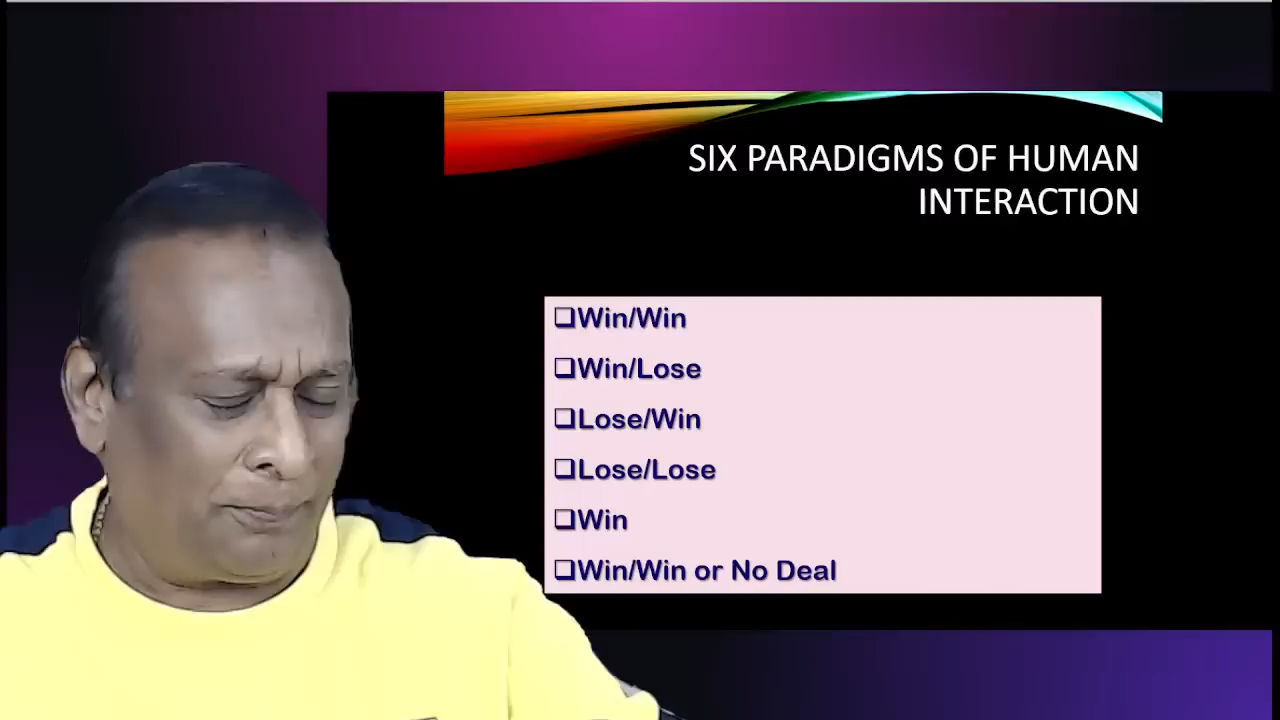 SIX PARADIGMS OF HUMAN
INTERACTION
❑Win/Win
❑Win/Lose
❑Lose/Win
❑Lose/Lose
❑Win
❑Win/Win or No Deal